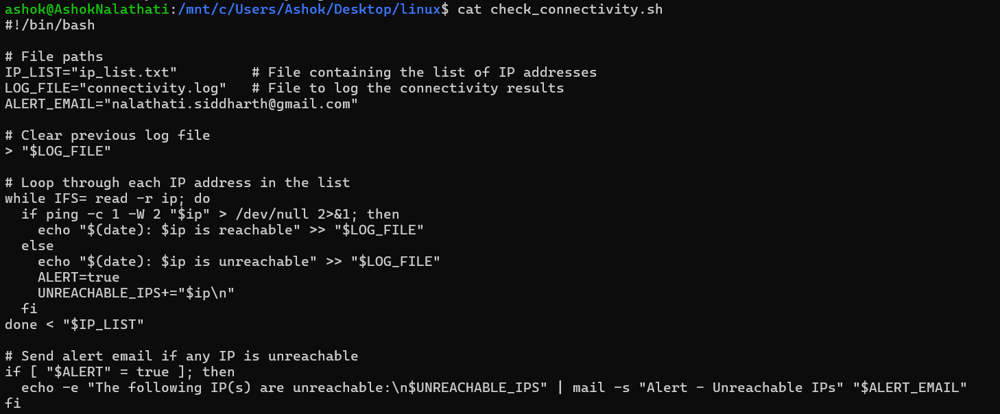 ashok@AshokNalathati:/mnt/c/Users/Ashok/Desktop/linux$ cat check_connectivity.sh
#!/bin/bash

# File paths
IP_LIST="ip_list.txt"         # File containing the list of IP addresses
LOG_FILE="connectivity.log"   # File to log the connectivity results
ALERT_EMAIL="nalathati.siddharth@gmail.com"

# Clear previous log file
> "$LOG_FILE"

# Loop through each IP address in the list
while IFS= read -r ip; do
  if ping -c 1 -W 2 "$ip" > /dev/null 2>&1; then
    echo "$(date): $ip is reachable" >> "$LOG_FILE"
  else
    echo "$(date): $ip is unreachable" >> "$LOG_FILE"
    ALERT=true
    UNREACHABLE_IPS+="$ip\n"
  fi
done < "$IP_LIST"

# Send alert email if any IP is unreachable
if [ "$ALERT" = true ]; then
  echo -e "The following IP(s) are unreachable:\n$UNREACHABLE_IPS" | mail -s "Alert - Unreachable IPs" "$ALERT_EMAIL"
fi